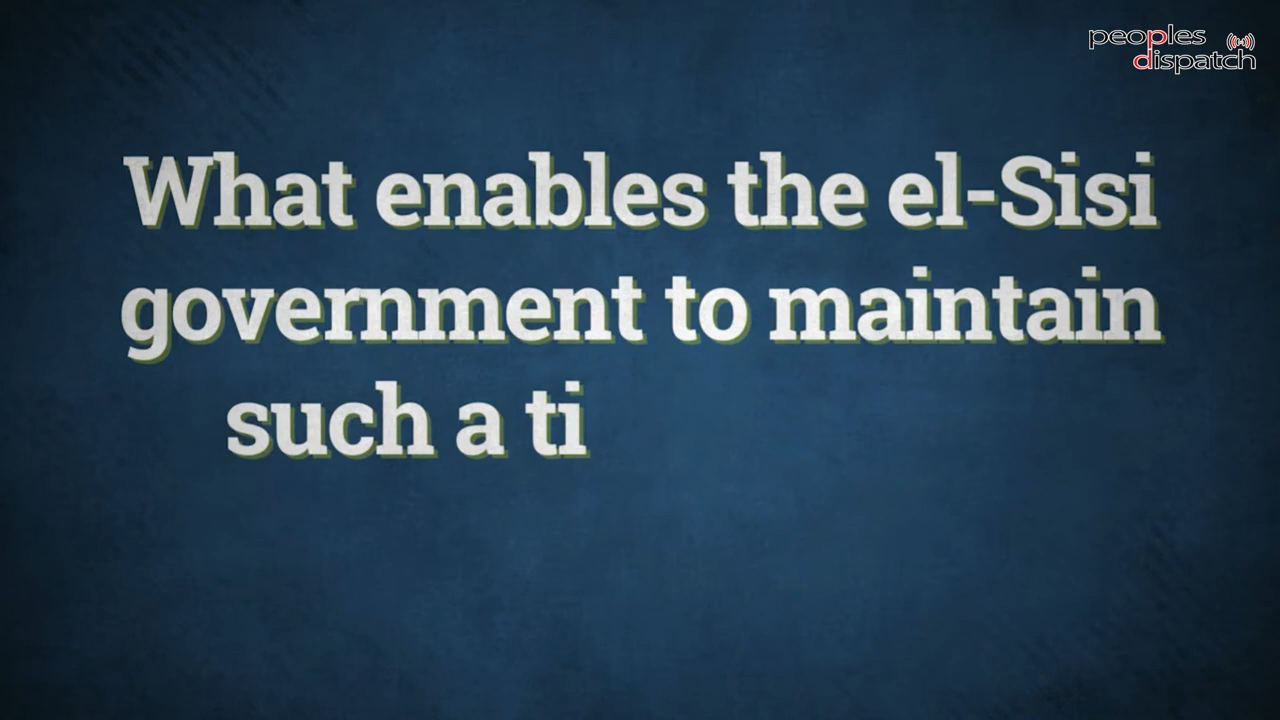 peoples
dispatch
What enables the el-Sisi
government to maintain
such a ti